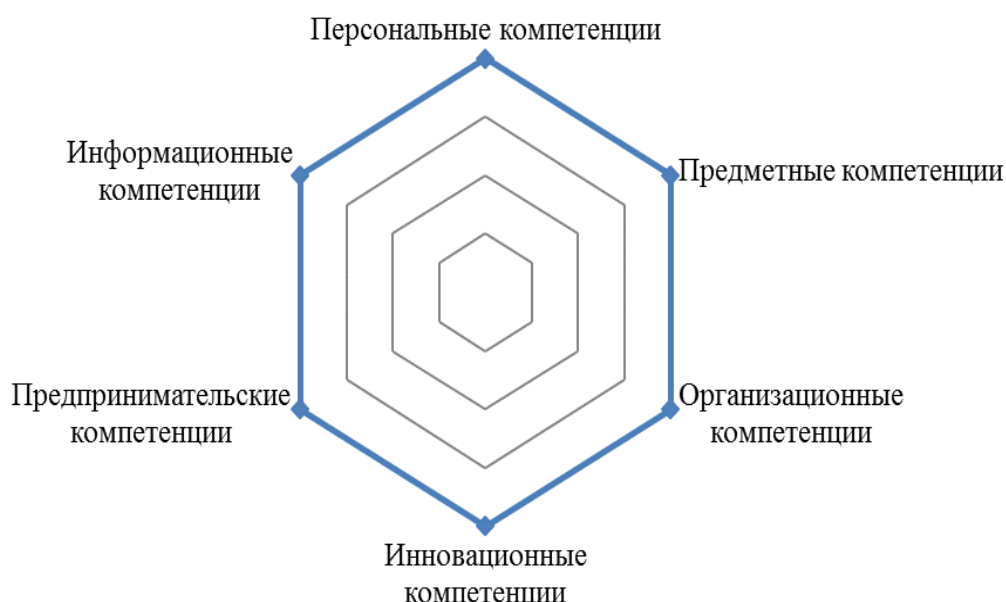 Персональные компетенции
Информационные
компетенции
Предметные компетенции
Предпринимательские
компетенции
Организационные
компетенции
Инновационные
компетенции